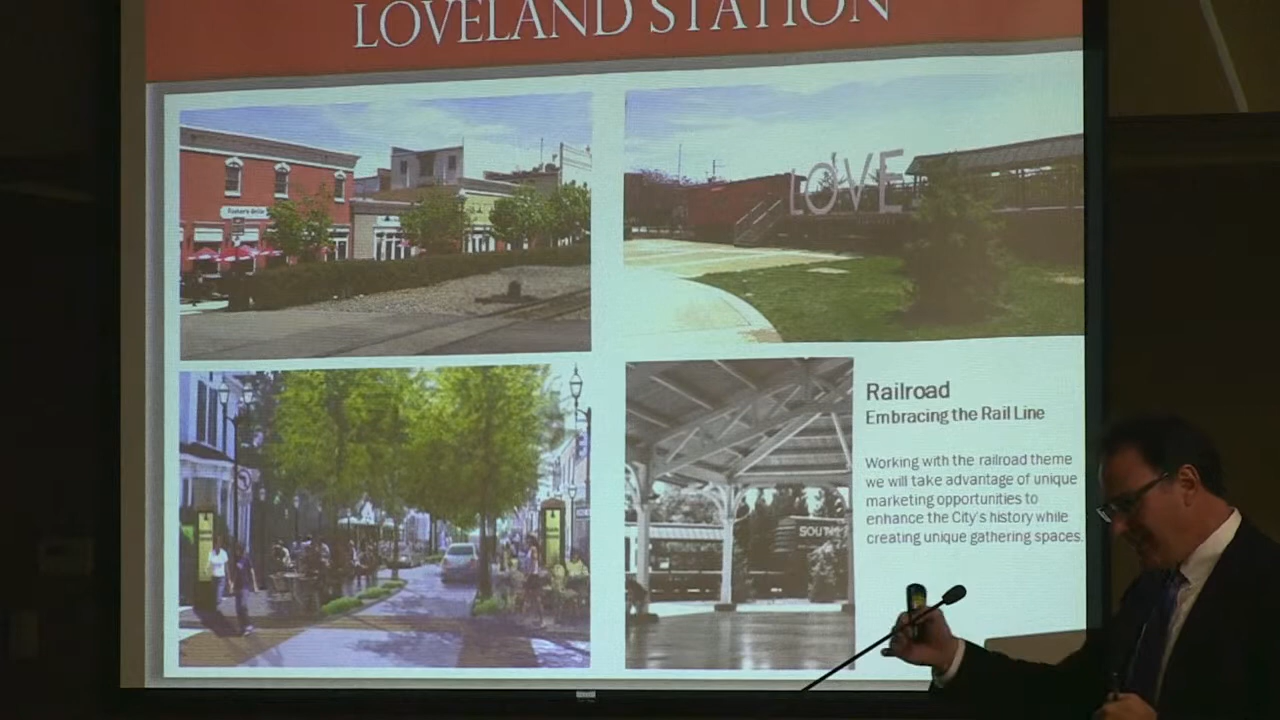 LOVELAND STATION
LOVE
SOUTH
Railroad
Embracing the Rail Line
Working with the railroad theme
we will take advantage of unique
marketing opportunities to
enhance the City's history while
creating unique gathering spaces.